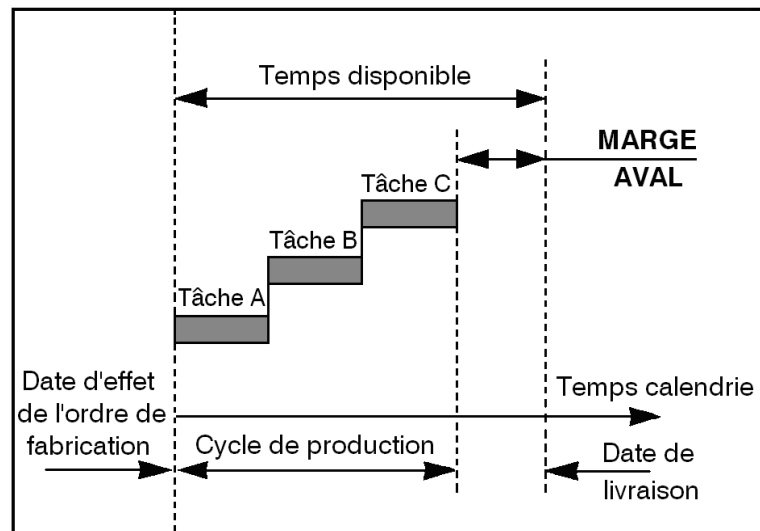 Temps disponible
MARGE
AVAL
Tâche C
Tâche B
Tâche A
Date d'effet
de l'ordre de
fabrication
Temps calendrie
Cycle de production
Date de
livraison